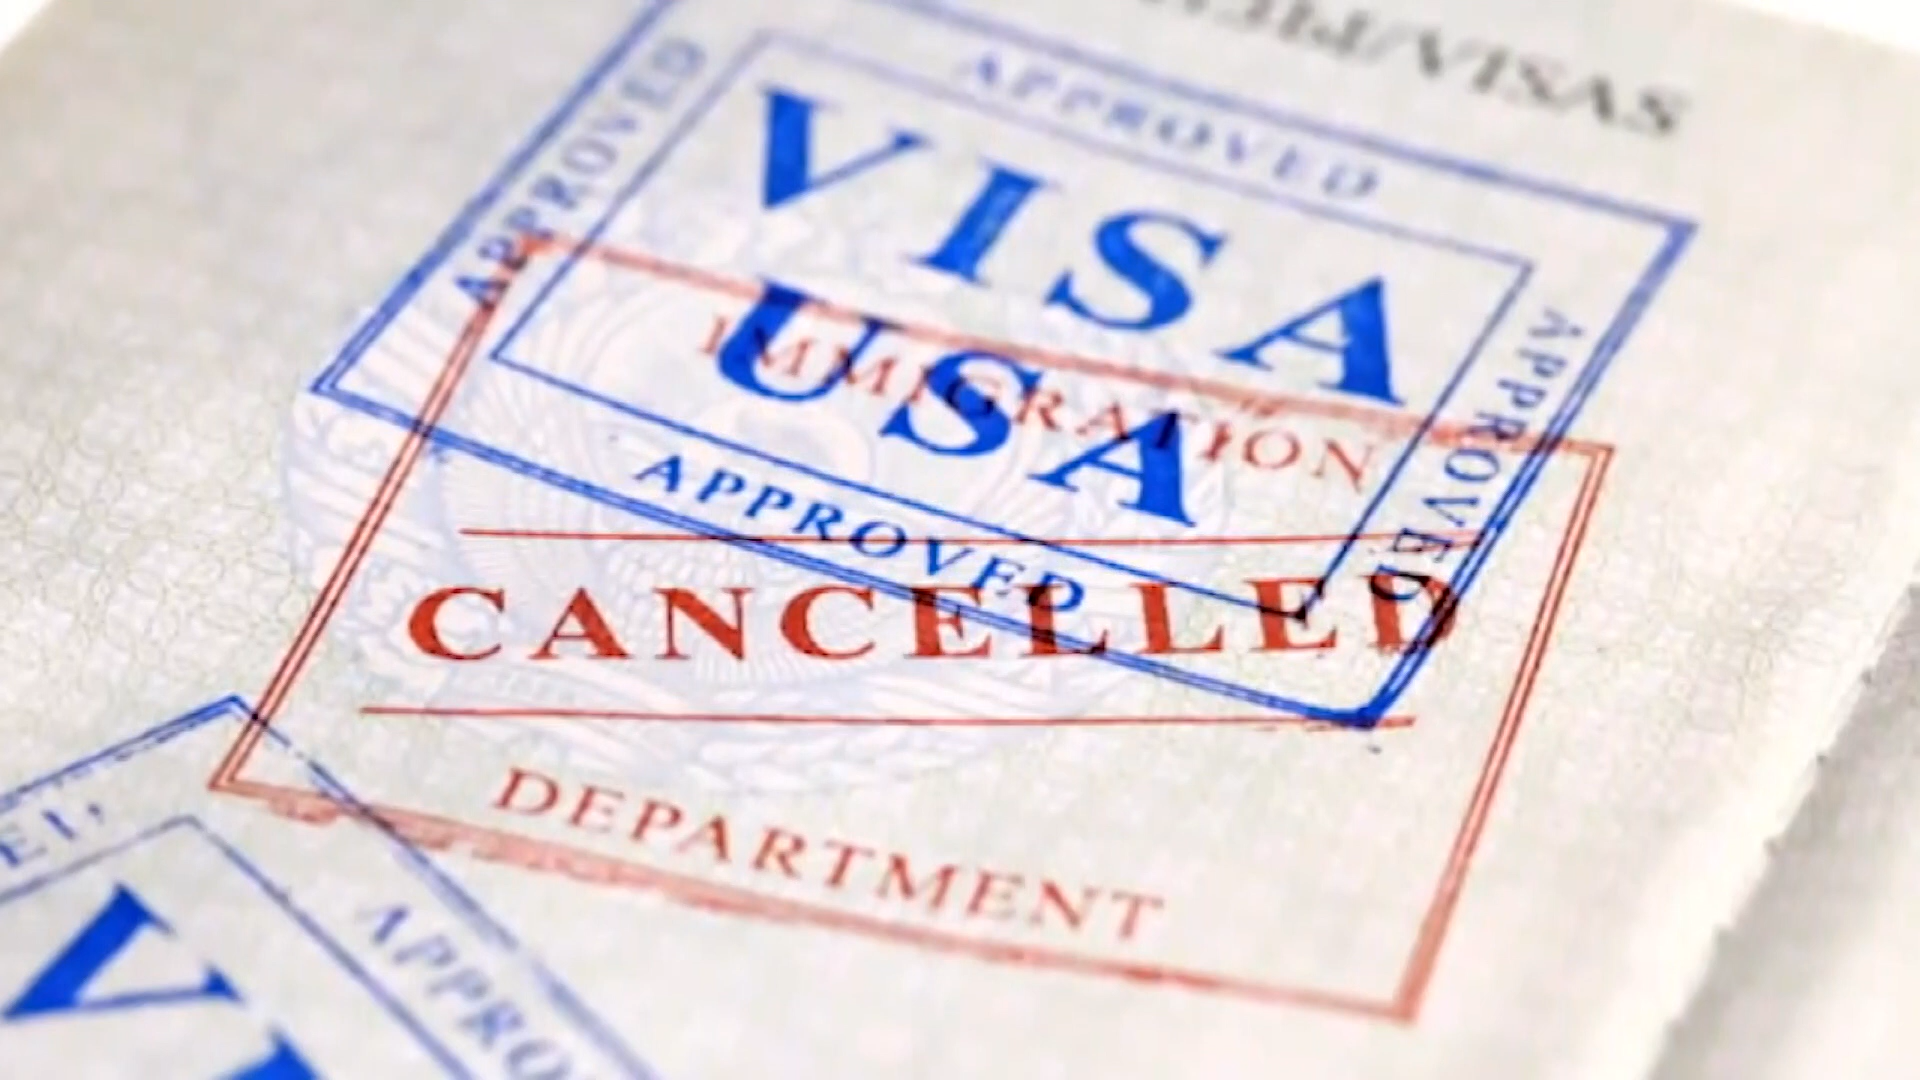 /VISAS
APPROVED
APPROVED
VISA
USA
APPROVED
APPROVED
IMMIGRATION
CANCELLED
DEPARTMENT
APPRO
V